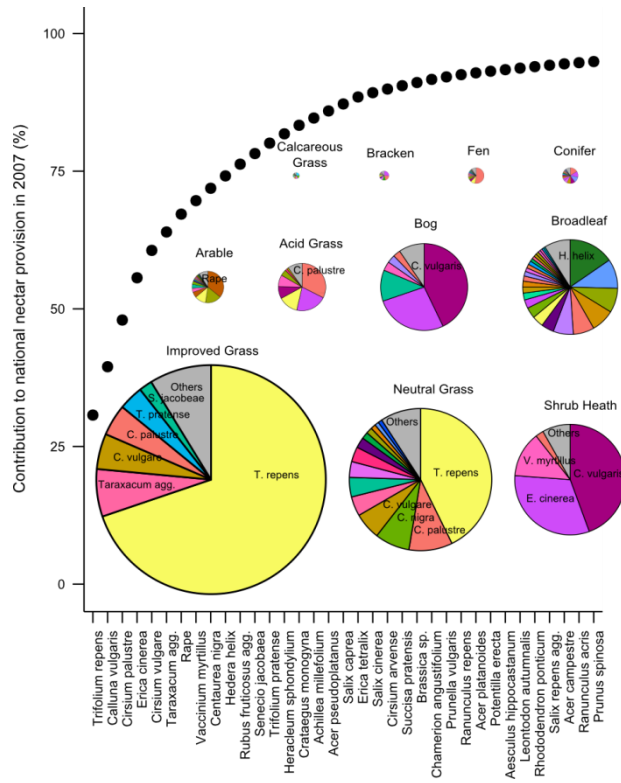 Contribution to national nectar provision in 2007 (%)
100
75
50
25
0
Calcareous
Grass
Bracken
Fen
Conifer
Arable
Rape
Acid Grass
C. palustre
Bog
C. vulgaris
Broadleaf
H. helix
Improved Grass
Others
S. jacobeae
T. pratense
C. palustre
C. vulgare
Taraxacum agg.
T. repens
Neutral Grass
Others
T. repens
C. vulgare
C. nigra
C. palustre
Shrub Heath
Others
V. myrtillus
C. vulgaris
E. cinerea
Trifolium repens
Calluna vulgaris
Cirsium palustre
Erica cinerea
Cirsium vulgare
Taraxacum agg.
Rape
Vaccinium myrtillus
Centaurea nigra
Hedera helix
Rubus fruticosus agg.
Senecio jacobaea
Trifolium pratense
Heracleum sphondylium
Crataegus monogyna
Achillea millefolium
Acer pseudoplatanus
Salix caprea
Erica tetralix
Salix cinerea
Cirsium arvense
Succisa pratensis
Brassica sp.
Chamerion angustifolium
Prunella vulgaris
Ranunculus repens
Acer platanoides
Potentilla erecta
Aesculus hippocastanum
Leontodon autumnalis
Rhododendron ponticum
Salix repens agg.
Acer campestre
Ranunculus acris
Prunus spinosa